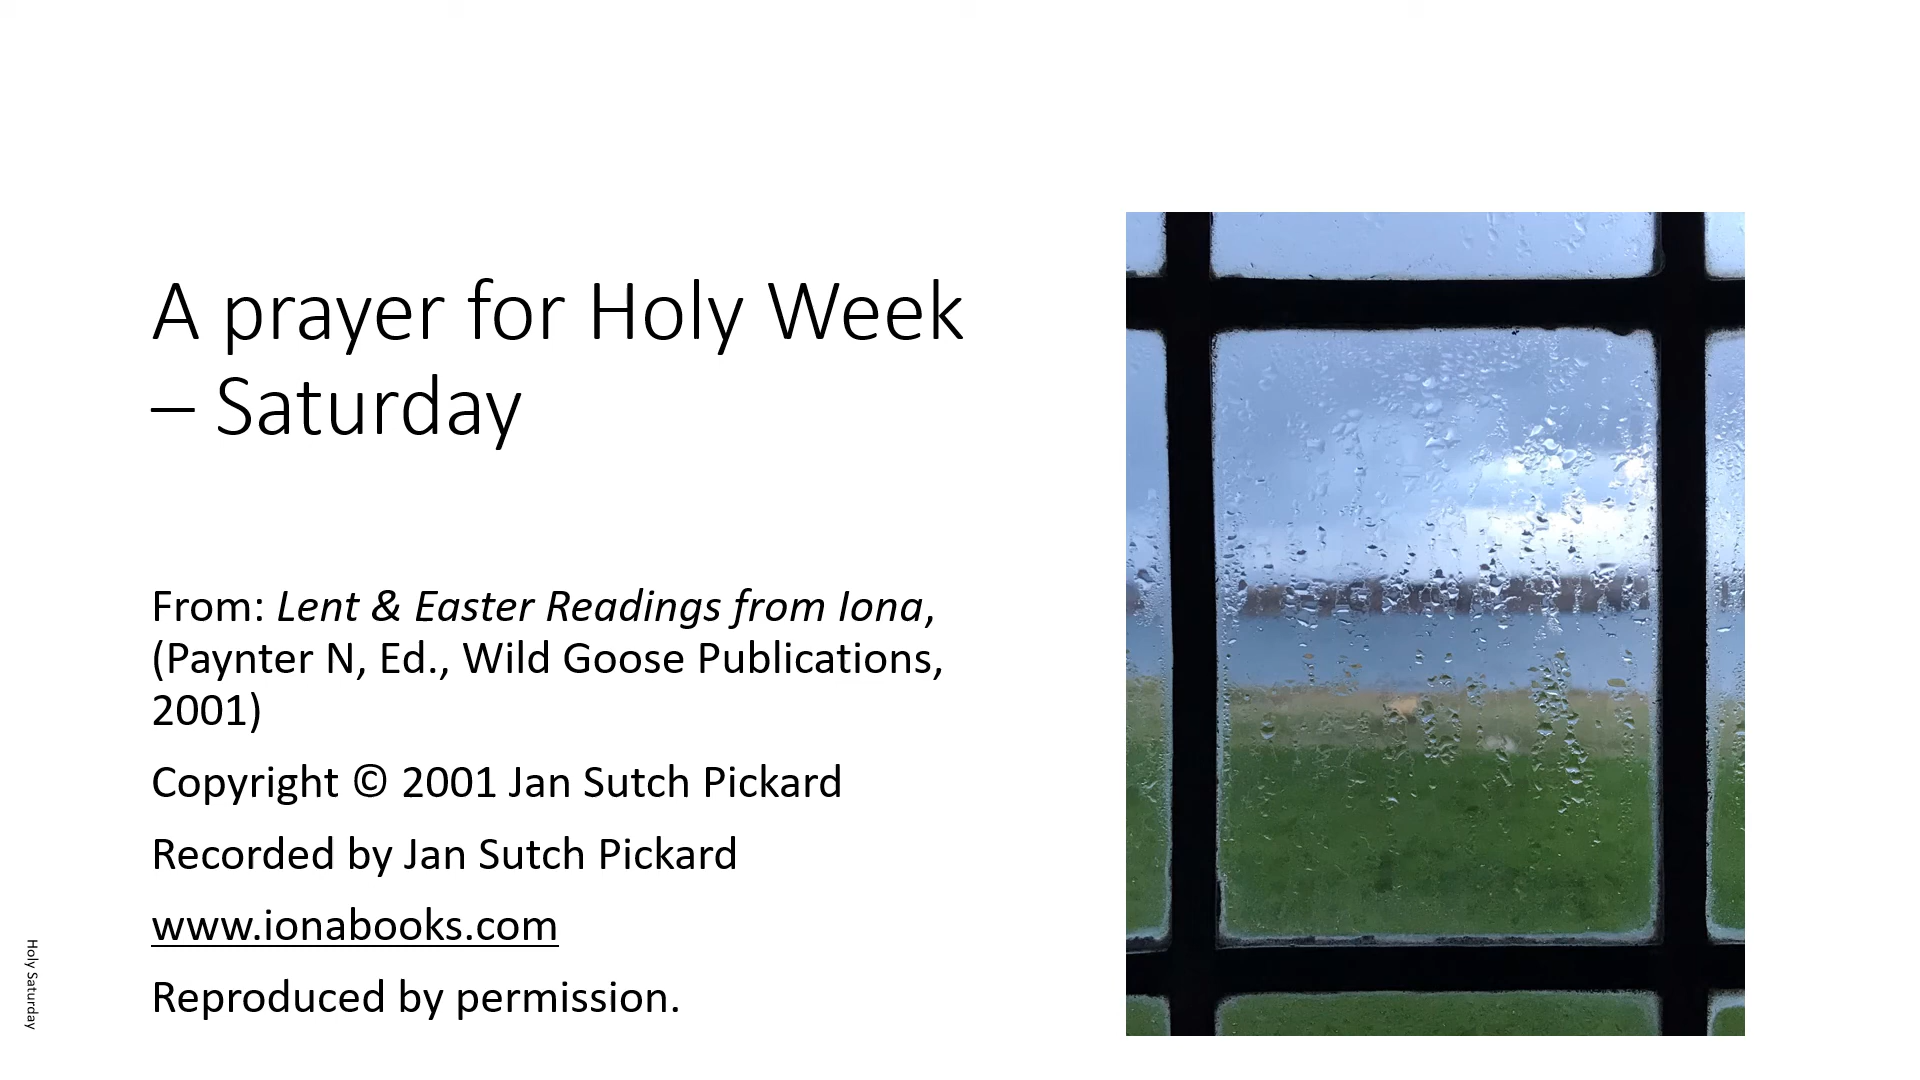 A prayer for Holy Week
– Saturday
From: Lent & Easter Readings from Iona,
(Paynter N, Ed., Wild Goose Publications,
2001)
Copyright © 2001 Jan Sutch Pickard
Recorded by Jan Sutch Pickard
www.ionabooks.com
Reproduced by permission.
Holy Saturday